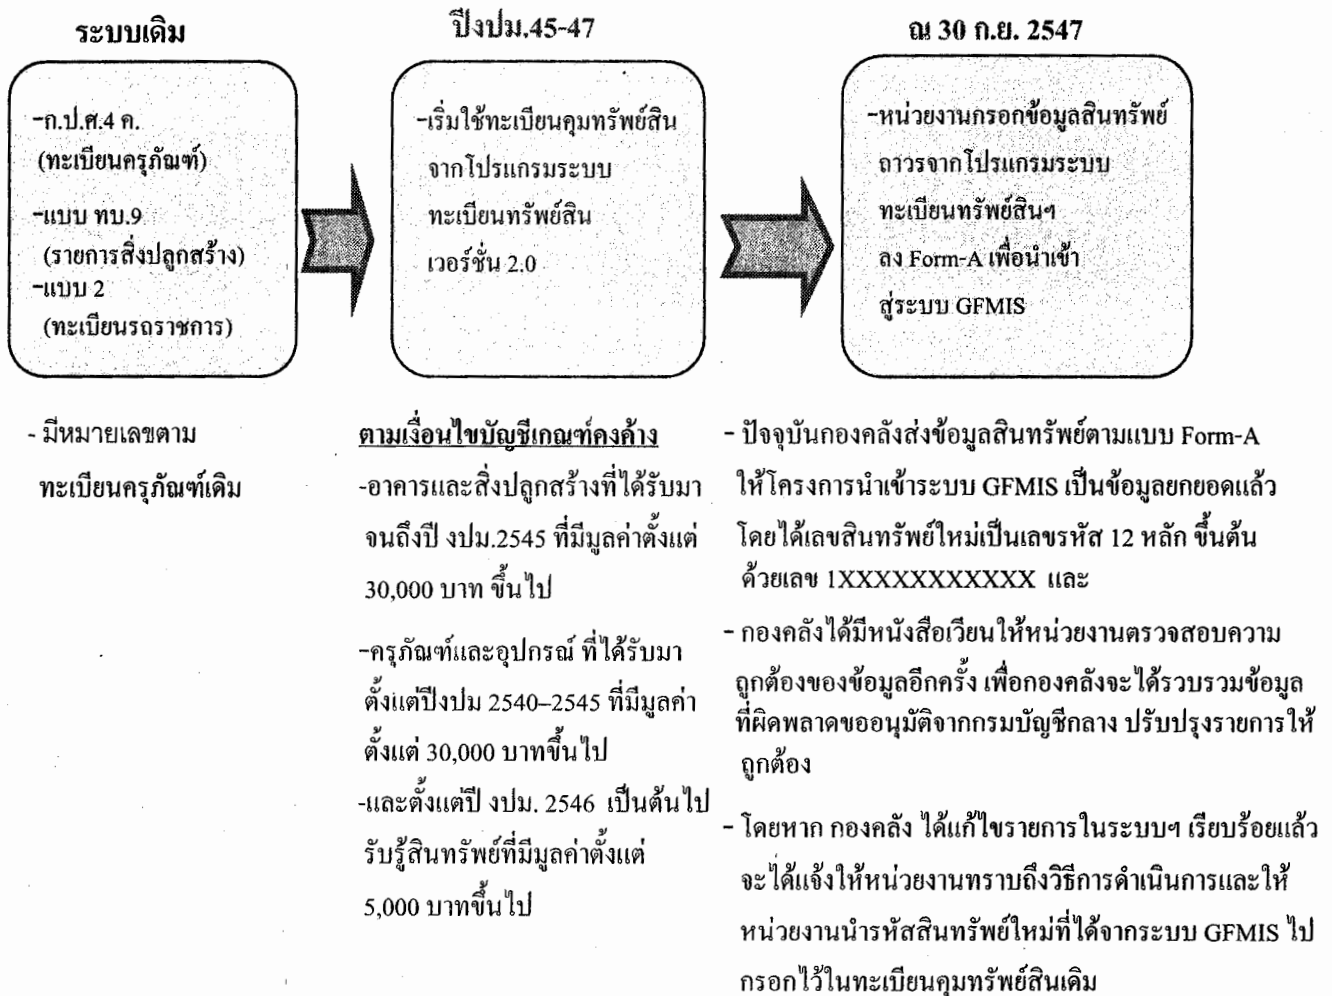 ระบบเดิม
-ก.ป.ศ.4 ค.
(ทะเบียนครุภัณฑ์)
-แบบ ทบ.9
(รายการสิ่งปลูกสร้าง)
-แบบ 2
(ทะเบียนรถราชการ)
- มีหมายเลขตาม
ทะเบียนครุภัณฑ์เดิม
ปีงปม.45-47
-เริ่มใช้ทะเบียนคุมทรัพย์สิน
จากโปรแกรมระบบ
ทะเบียนทรัพย์สิน
เวอร์ชั่น 2.0
ตามเงื่อนไขบัญชีเกณฑ์คงค้าง
-อาคารและสิ่งปลูกสร้างที่ได้รับมา
จนถึงปี งปม.2545 ที่มีมูลค่าตั้งแต่
30,000 บาท ขึ้นไป
-ครุภัณฑ์และอุปกรณ์ ที่ได้รับมา
ตั้งแต่ปีงปม 2540–2545 ที่มีมูลค่า
ตั้งแต่ 30,000 บาทขึ้นไป
-และตั้งแต่ปี งปม. 2546 เป็นต้นไป
รับรู้สินทรัพย์ที่มีมูลค่าตั้งแต่
5,000 บาทขึ้นไป
ณ 30 ก.ย. 2547
-หน่วยงานกรอกข้อมูลสินทรัพย์
ถาวรจากโปรแกรมระบบ
ทะเบียนทรัพย์สินฯ
ลง Form-A เพื่อนำเข้า
สู่ระบบ GFMIS
- ปัจจุบันกองคลังส่งข้อมูลสินทรัพย์ตามแบบ Form-A
ให้โครงการนำเข้าระบบ GFMIS เป็นข้อมูลยกยอดแล้ว
โดยได้เลขสินทรัพย์ใหม่เป็นเลขรหัส 12 หลัก ขึ้นต้น
ด้วยเลข 1XXXXXXXXXXX และ
- กองคลังได้มีหนังสือเวียนให้หน่วยงานตรวจสอบความ
ถูกต้องของข้อมูลอีกครั้ง เพื่อกองคลังจะได้รวบรวมข้อมูล
ที่ผิดพลาดขออนุมัติจากกรมบัญชีกลาง ปรับปรุงรายการให้
ถูกต้อง
- โดยหาก กองคลัง ได้แก้ไขรายการในระบบฯ เรียบร้อยแล้ว
จะได้แจ้งให้หน่วยงานทราบถึงวิธีการดำเนินการและให้
หน่วยงานนำรหัสสินทรัพย์ใหม่ที่ได้จากระบบ GFMIS ไป
กรอกไว้ในทะเบียนคุมทรัพย์สินเดิม